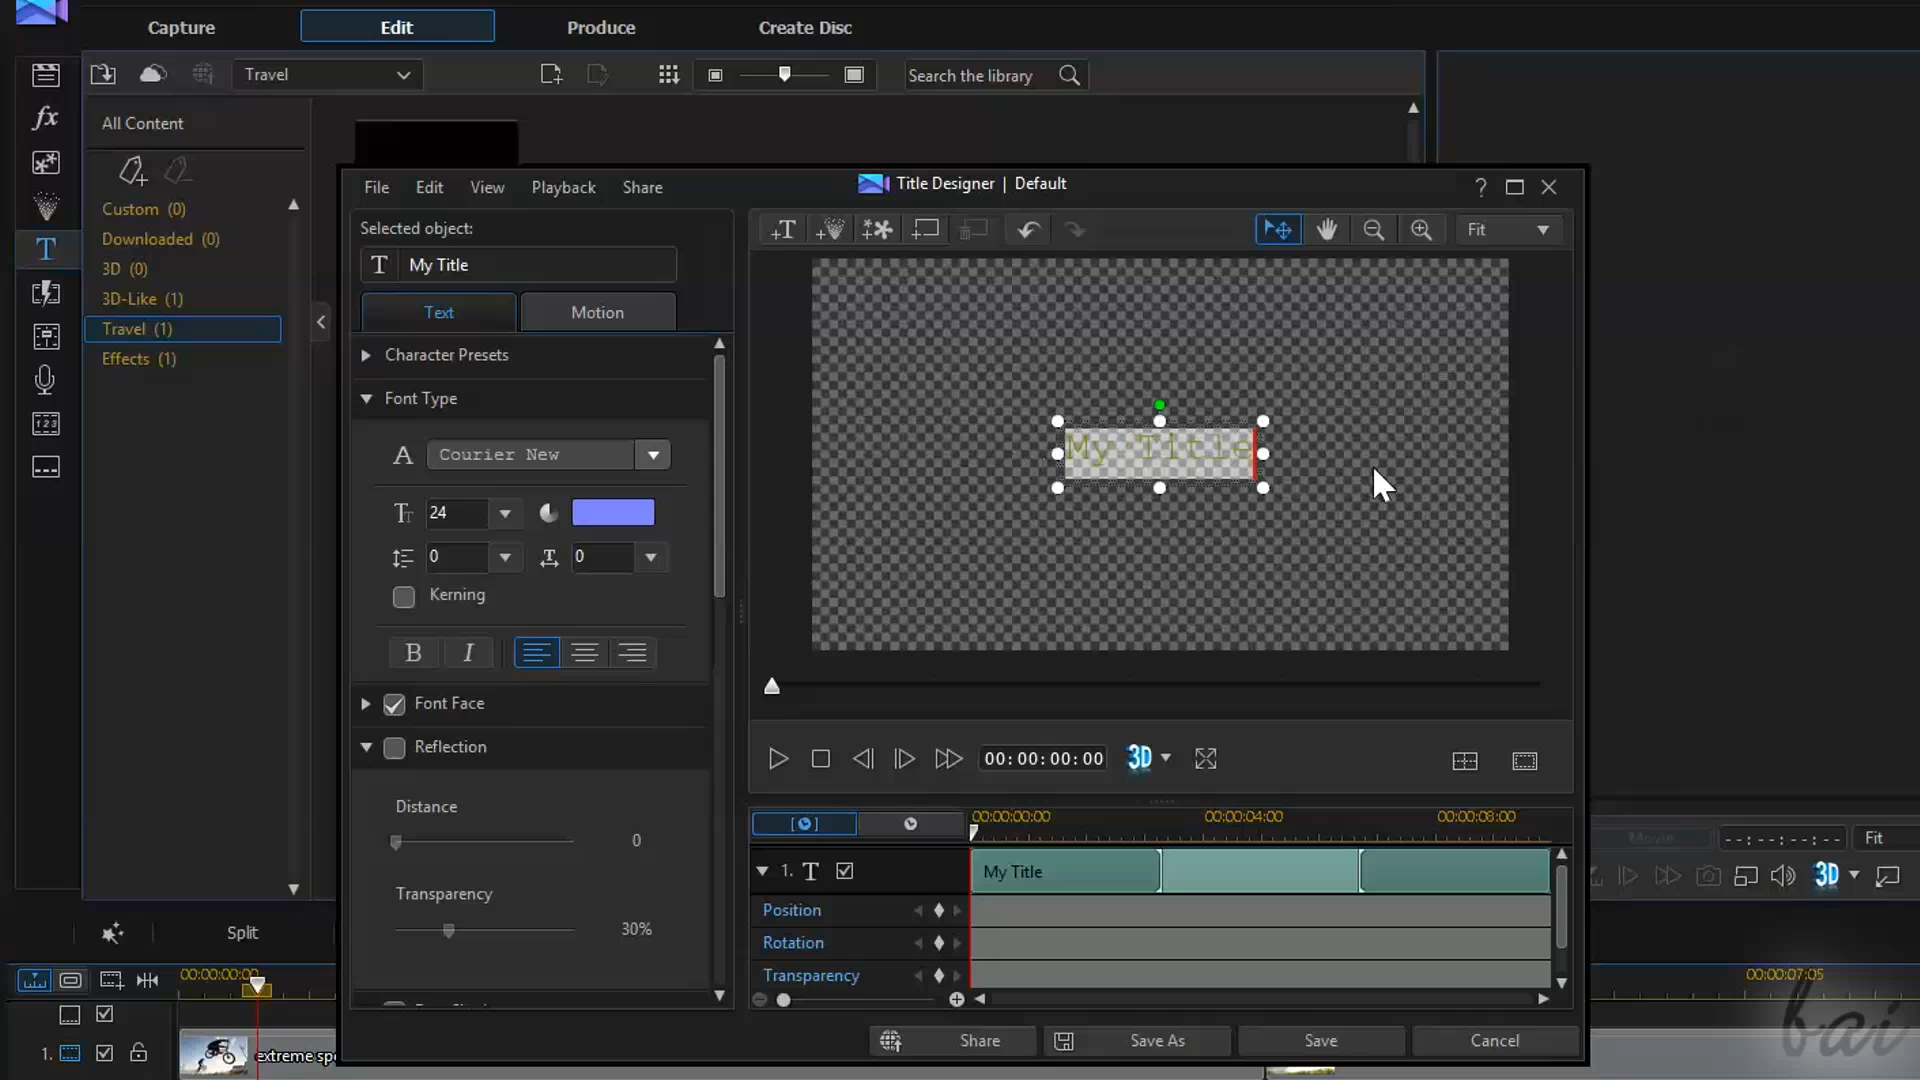 Capture
Edit
Produce
Create Disc
Travel
Search the library
All Content
Custom (0)
Downloaded (0)
3D (0)
3D-Like (1)
Travel (1)
Effects (1)
File
Edit
View
Playback
Share
Title Designer | Default
?
Selected object:
T My Title
Text
Motion
Character Presets
Font Type
A Courier New
24
0
0
Kerning
B
I
Font Face
Reflection
Distance
0
Transparency
30%
Fit
My Title
00:00:00:00
3D
00:00:00:00
00:00:04:00
00:00:08:00
1. T
My Title
Position
Rotation
Transparency
Share
Save As
Save
Cancel
Movie
--:--:--:--
Fit
3D
Split
00:00:00:00
00:00:07:05
1.
extreme sp
bai